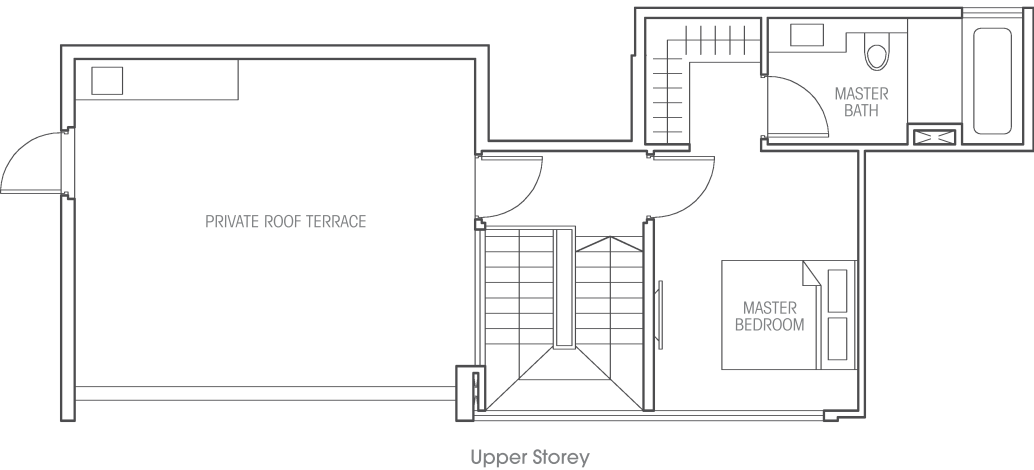 MASTER
BATH
PRIVATE ROOF TERRACE
MASTER
BEDROOM
Upper Storey